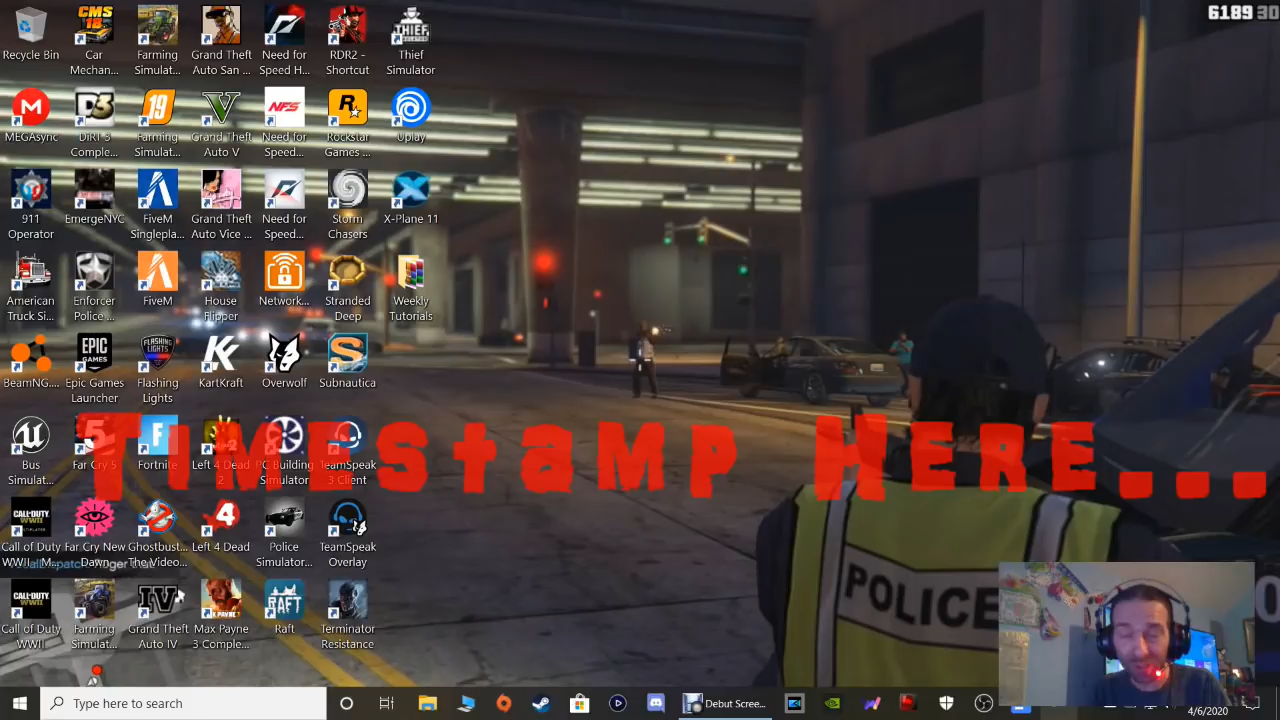 6189 30
Recycle Bin
Car Mechan...
Farming Simulat...
Grand Theft Auto San ...
Need for Speed H...
RDR2 - Shortcut
Thief Simulator
MEGAsync
DiRT 3 Comple...
Farming Simulat...
Grand Theft Auto V
Need for Speed...
Rockstar Games ...
Uplay
911 Operator
EmergeNYC
FiveM Singlepla...
Grand Theft Auto Vice ...
Need for Speed...
Storm Chasers
X-Plane 11
American Truck Si...
Enforcer Police ...
FiveM
House Flipper
Network...
Stranded Deep
Weekly Tutorials
BeamNG....
Epic Games Launcher
Flashing Lights
KartKraft
Overwolf
Subnautica
Timestamp Here...
Bus Simulat...
Far Cry 5
Fortnite
Left 4 Dead 2
PC Building Simulator
TeamSpeak 3 Client
Call of Duty WWII - M...
Far Cry New Dawn
Ghostbust... The Video...
Left 4 Dead
Police Simulator...
TeamSpeak Overlay
Call of Duty WWII
Farming Simulat...
Grand Theft Auto IV
Max Payne 3 Comple...
Raft
Terminator Resistance
POLICE
Type here to search
Debut Scree...
4/6/2020